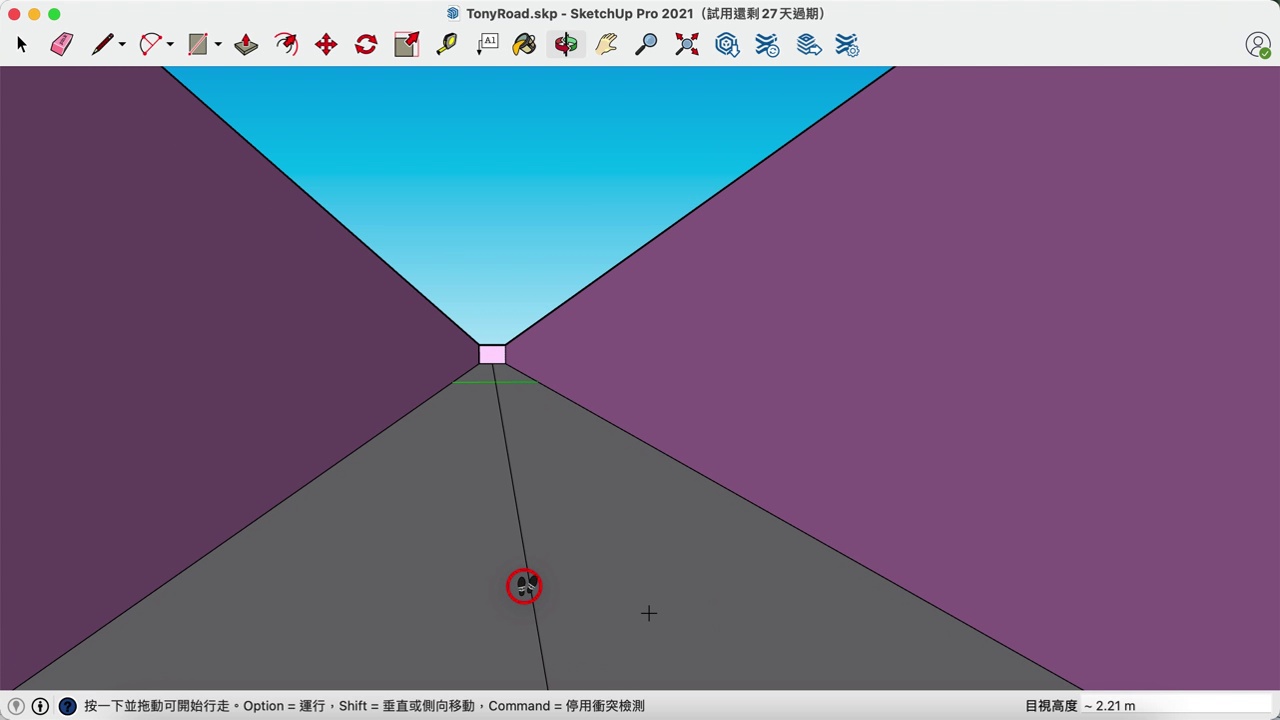 TonyRoad.skp - SketchUp Pro 2021（試用還剩 27 天過期）
A1
按一下並拖動可開始行走。Option = 運行，Shift = 垂直或側向移動，Command = 停用衝突檢測
目視高度 ~ 2.21 m